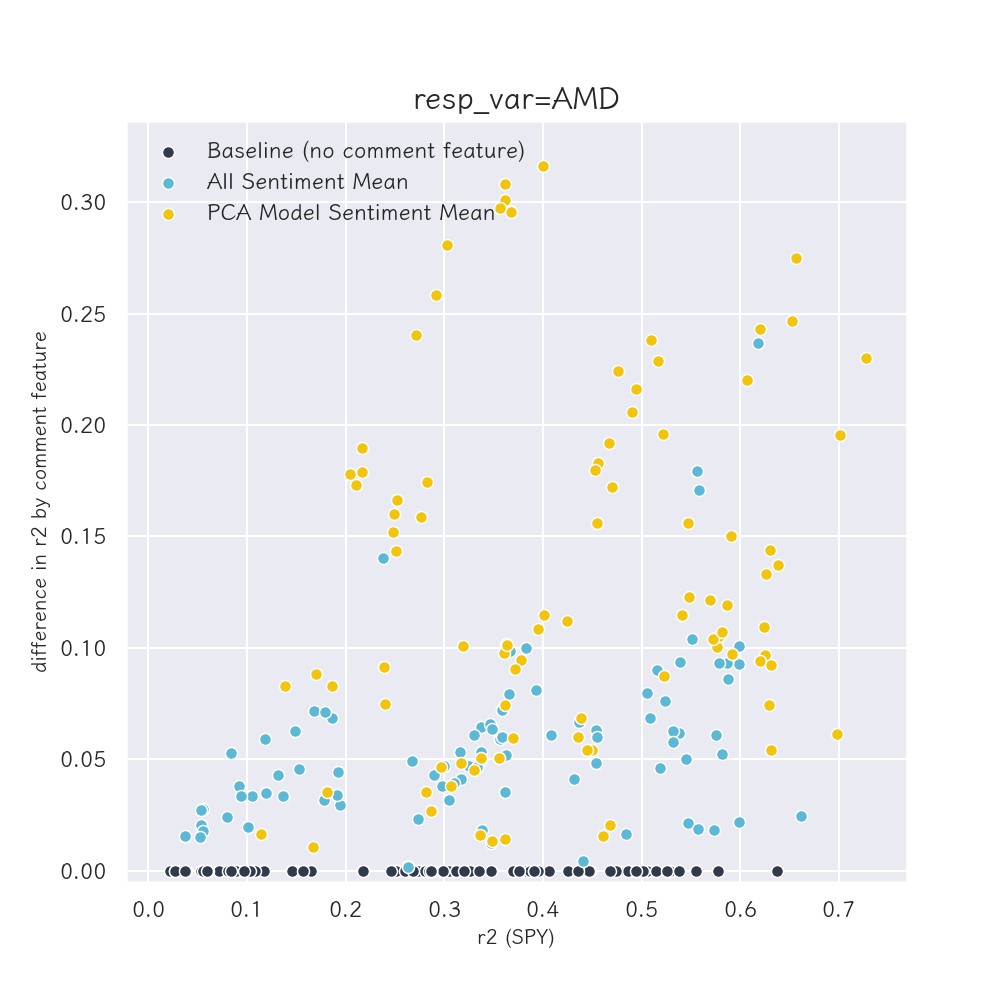 resp_var=AMD
Baseline (no comment feature)
All Sentiment Mean
PCA Model Sentiment Mean
difference in r2 by comment feature
0.30
0.25
0.20
0.15
0.10
0.05
0.00
0.0 0.1 0.2 0.3 0.4 0.5 0.6 0.7
r2 (SPY)